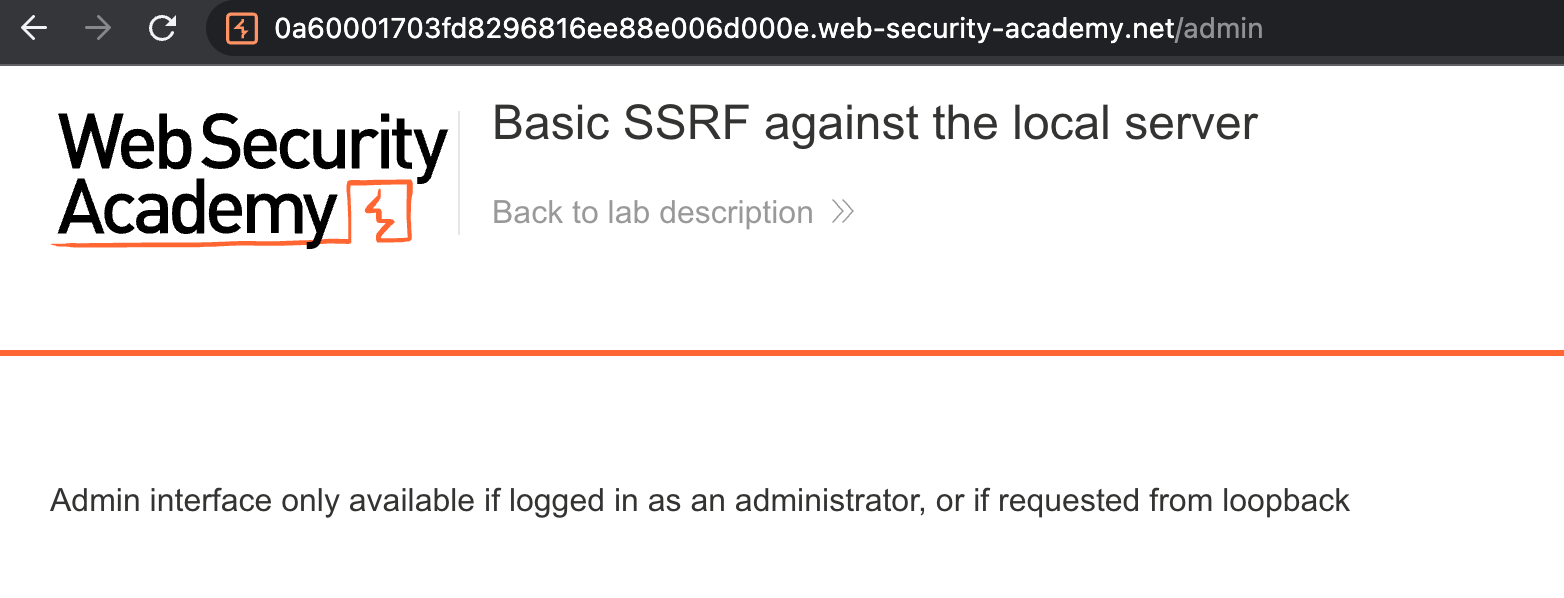 0a60001703fd8296816ee88e006d000e.web-security-academy.net/admin
Web Security
Academy
Basic SSRF against the local server
Back to lab description
Admin interface only available if logged in as an administrator, or if requested from loopback